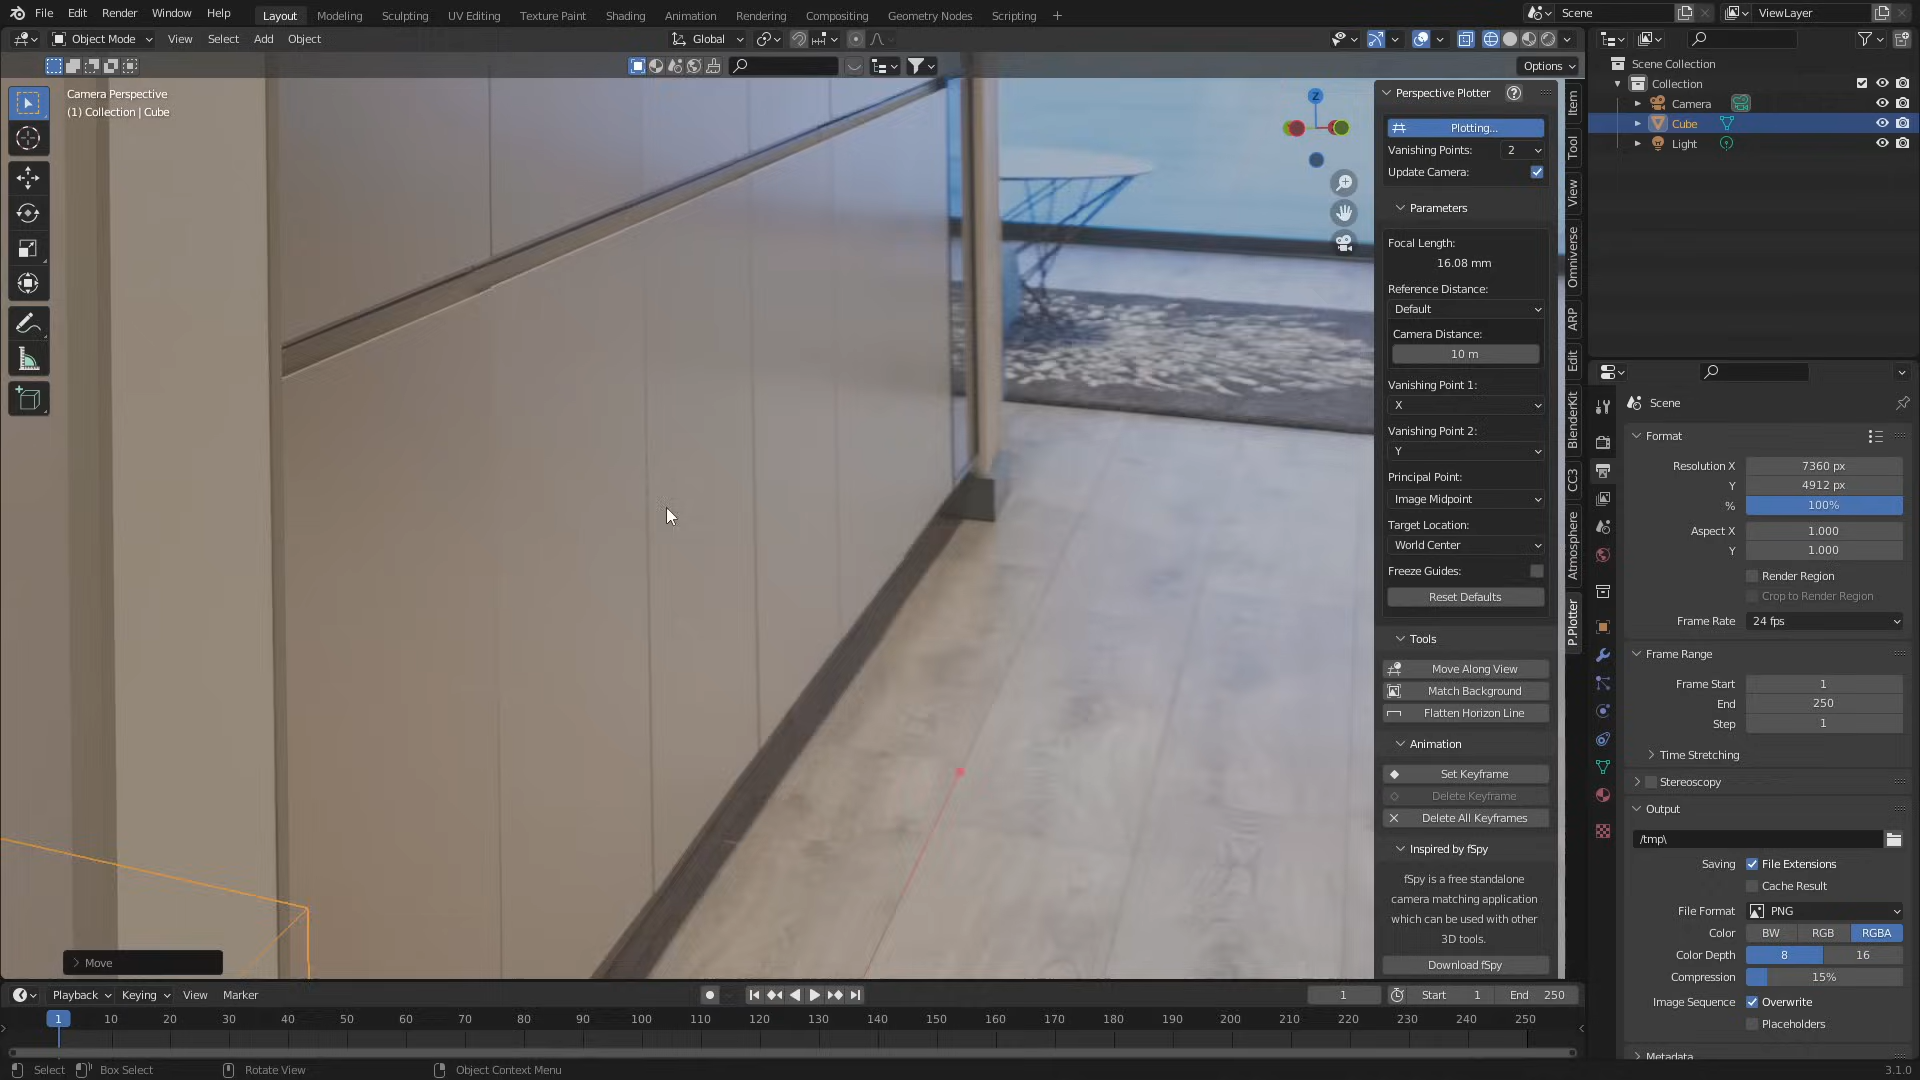 File Edit Render Window Help Layout Modeling Sculpting UV Editing Texture Paint Shading Animation Rendering Compositing Geometry Nodes Scripting + Scene ViewLayer
Object Mode View Select Add Object Global
Options
Camera Perspective
(1) Collection | Cube
Move
Perspective Plotter
Plotting...
Vanishing Points: 2
Update Camera:
Parameters
Focal Length:
16.08 mm
Reference Distance:
Default
Camera Distance:
10 m
Vanishing Point 1:
X
Vanishing Point 2:
Y
Principal Point:
Image Midpoint
Target Location:
World Center
Freeze Guides:
Reset Defaults
Tools
Move Along View
Match Background
Flatten Horizon Line
Animation
Set Keyframe
Delete Keyframe
Delete All Keyframes
Inspired by fSpy
fSpy is a free standalone
camera matching application
which can be used with other
3D tools.
Download fSpy
Z
Item
Tool
View
Omniverse
ARP
Edit
BlenderKit
CC3
Atmosphere
P.Plotter
Scene Collection
Collection
Camera
Cube
Light
Scene
Format
Resolution X 7360 px
Y 4912 px
% 100%
Aspect X 1.000
Y 1.000
Render Region
Crop to Render Region
Frame Rate 24 fps
Frame Range
Frame Start 1
End 250
Step 1
Time Stretching
Stereoscopy
Output
/tmp\
Saving File Extensions
Cache Result
File Format PNG
Color BW RGB RGBA
Color Depth 8 16
Compression 15%
Image Sequence Overwrite
Placeholders
Metadata
Playback Keying View Marker 1 Start 1 End 250
1 10 20 30 40 50 60 70 80 90 100 110 120 130 140 150 160 170 180 190 200 210 220 230 240 250
Select Box Select Rotate View Object Context Menu 3.1.0